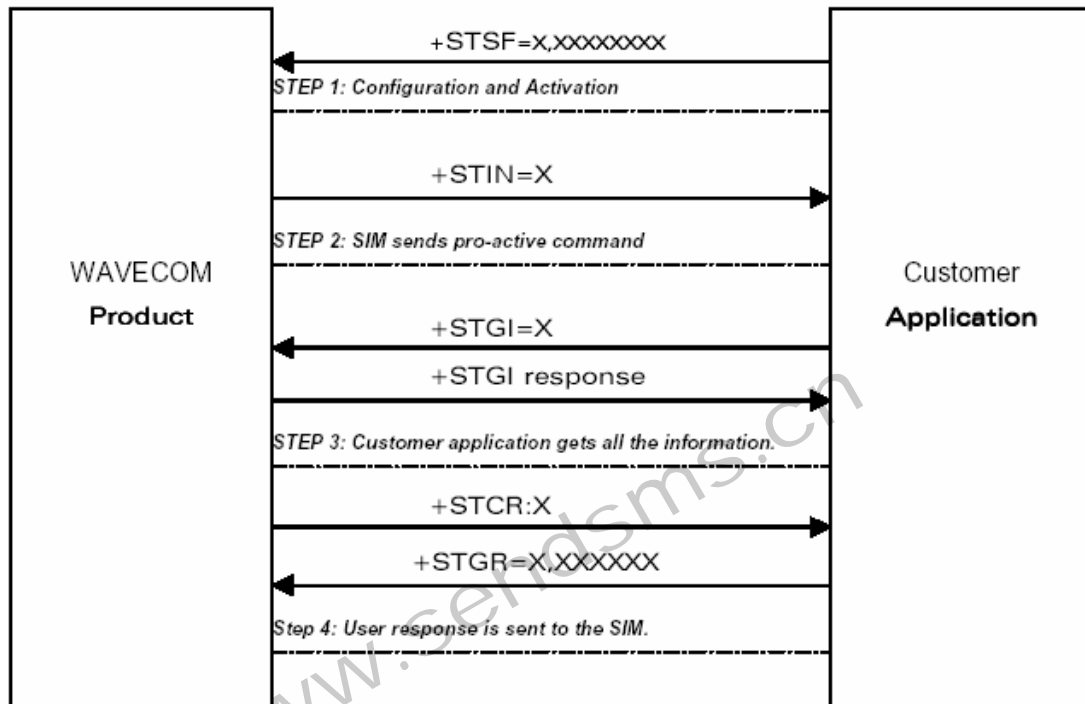 +STSF=X,XXXXXXXX
STEP 1: Configuration and Activation
+STIN=X
STEP 2: SIM sends pro-active command
WAVECOM
Product
Customer
Application
+STGI=X
+STGI response
STEP 3: Customer application gets all the information.
+STCR:X
+STGR=X,XXXXXX
Step 4: User response is sent to the SIM.
www.sendsms.cn